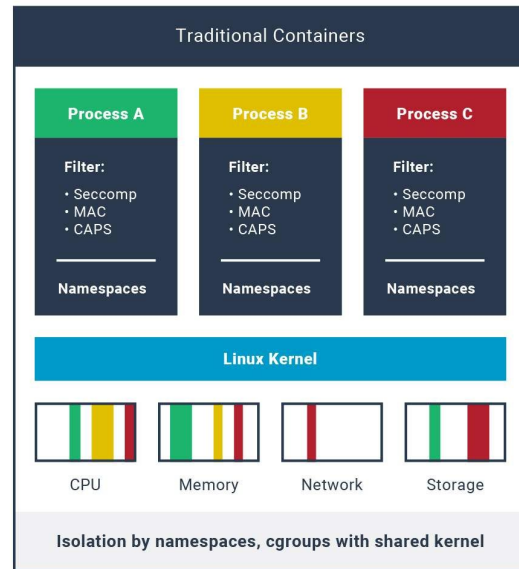 Traditional Containers
Process A
Process B
Process C
Filter:
• Seccomp
• MAC
• CAPS
Namespaces
Filter:
• Seccomp
• MAC
• CAPS
Namespaces
Filter:
• Seccomp
• MAC
• CAPS
Namespaces
Linux Kernel
CPU
Memory
Network
Storage
Isolation by namespaces, cgroups with shared kernel